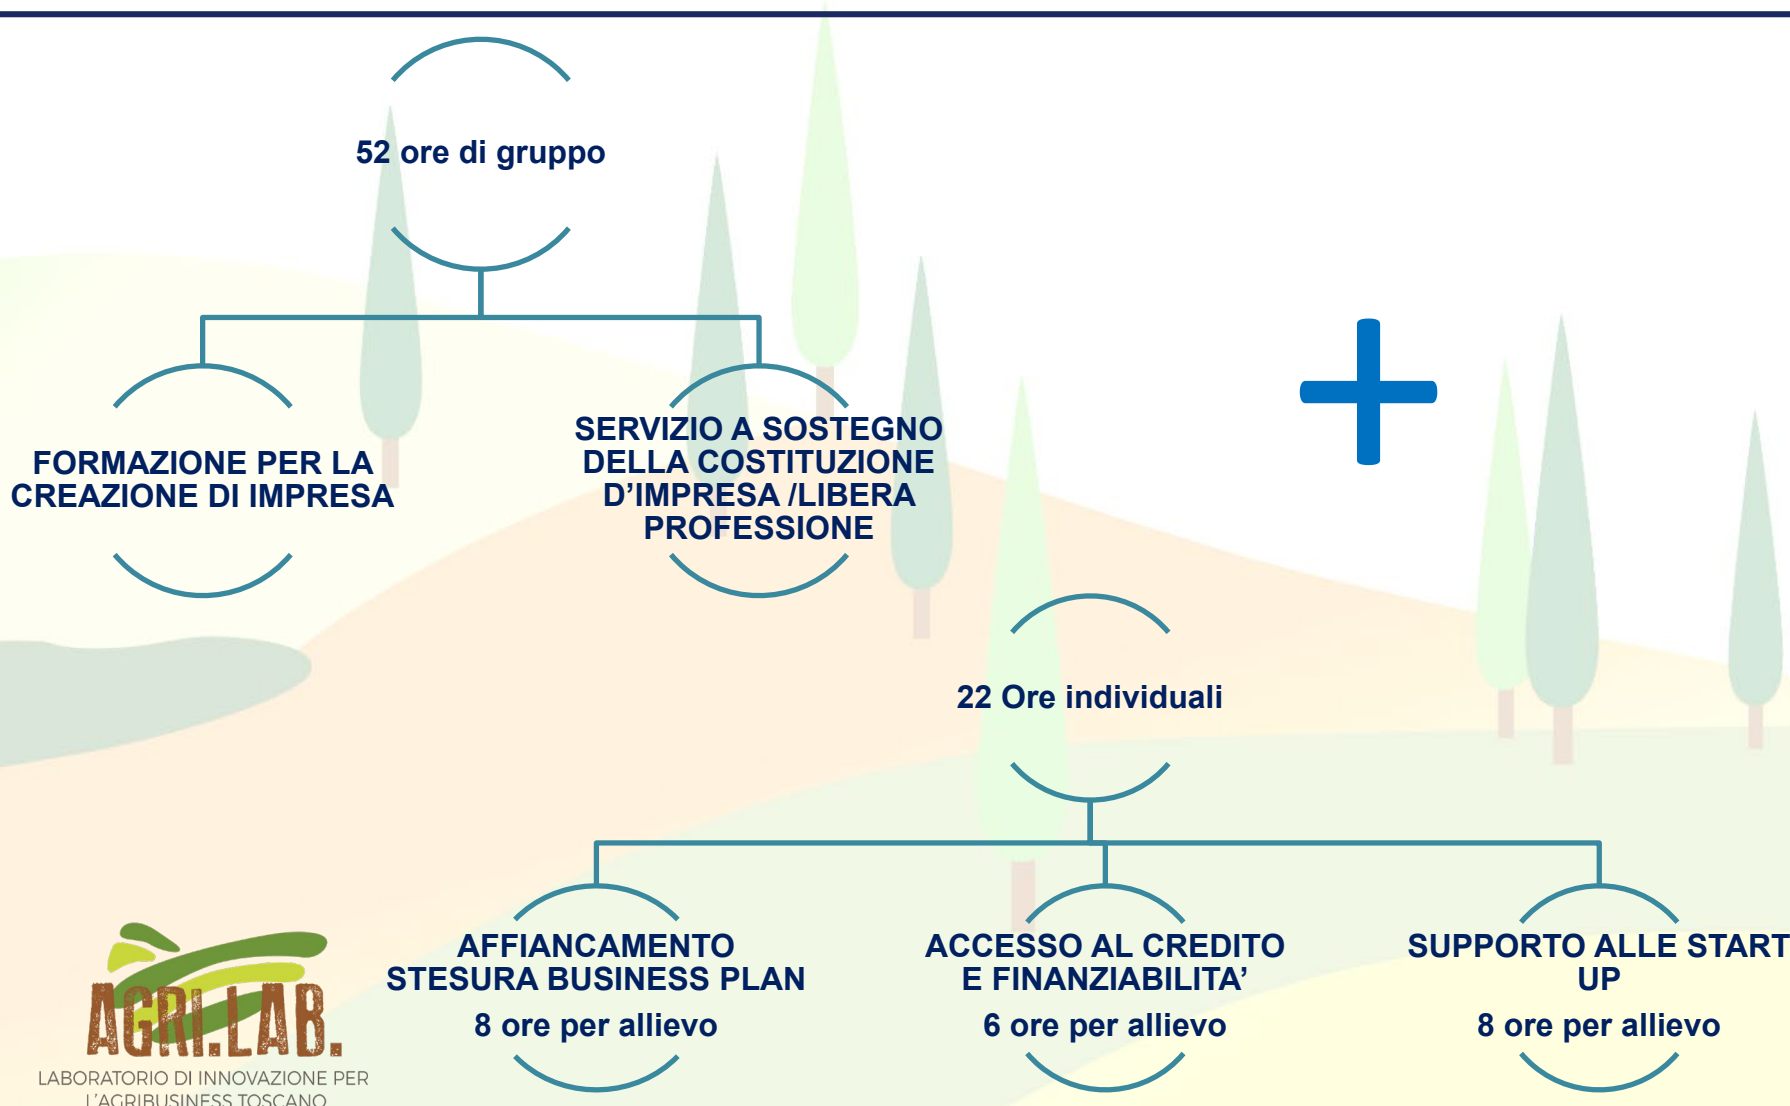 52 ore di gruppo
FORMAZIONE PER LA
CREAZIONE DI IMPRESA
SERVIZIO A SOSTEGNO
DELLA COSTITUZIONE
D’IMPRESA /LIBERA
PROFESSIONE
22 Ore individuali
AFFIANCAMENTO
STESURA BUSINESS PLAN
8 ore per allievo
ACCESSO AL CREDITO
E FINANZIABILITA’
6 ore per allievo
SUPPORTO ALLE START
UP
8 ore per allievo
AGRI.LAB.
LABORATORIO DI INNOVAZIONE PER
L'AGRIBUSINESS TOSCANO